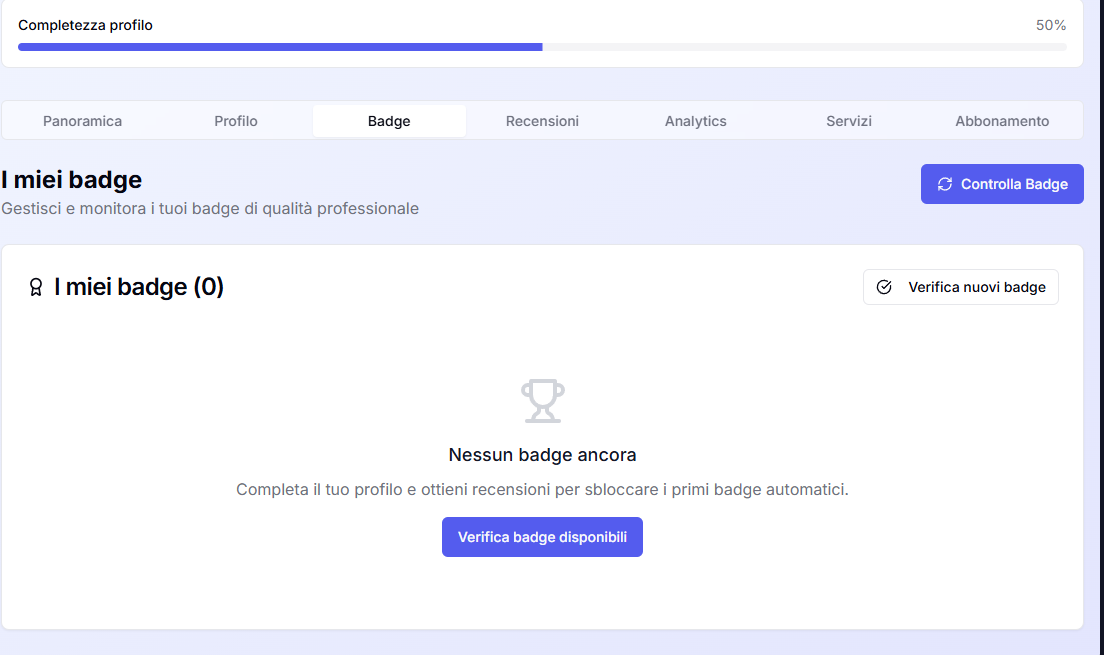 Completezza profilo 50%
Panoramica Profilo Badge Recensioni Analytics Servizi Abbonamento
I miei badge
Controlla Badge
Gestisci e monitora i tuoi badge di qualità professionale
I miei badge (0)
Verifica nuovi badge
Nessun badge ancora
Completa il tuo profilo e ottieni recensioni per sbloccare i primi badge automatici.
Verifica badge disponibili